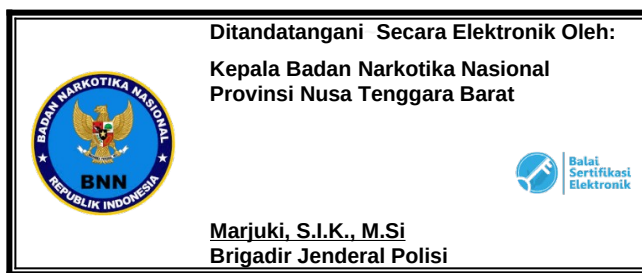 Ditandatangani Secara Elektronik Oleh:
Kepala Badan Narkotika Nasional
Provinsi Nusa Tenggara Barat
BADAN NARKOTIKA NASIONAL
BNN
REPUBLIK INDONESIA
Balai
Sertifikasi
Elektronik
Marjuki, S.I.K., M.Si
Brigadir Jenderal Polisi